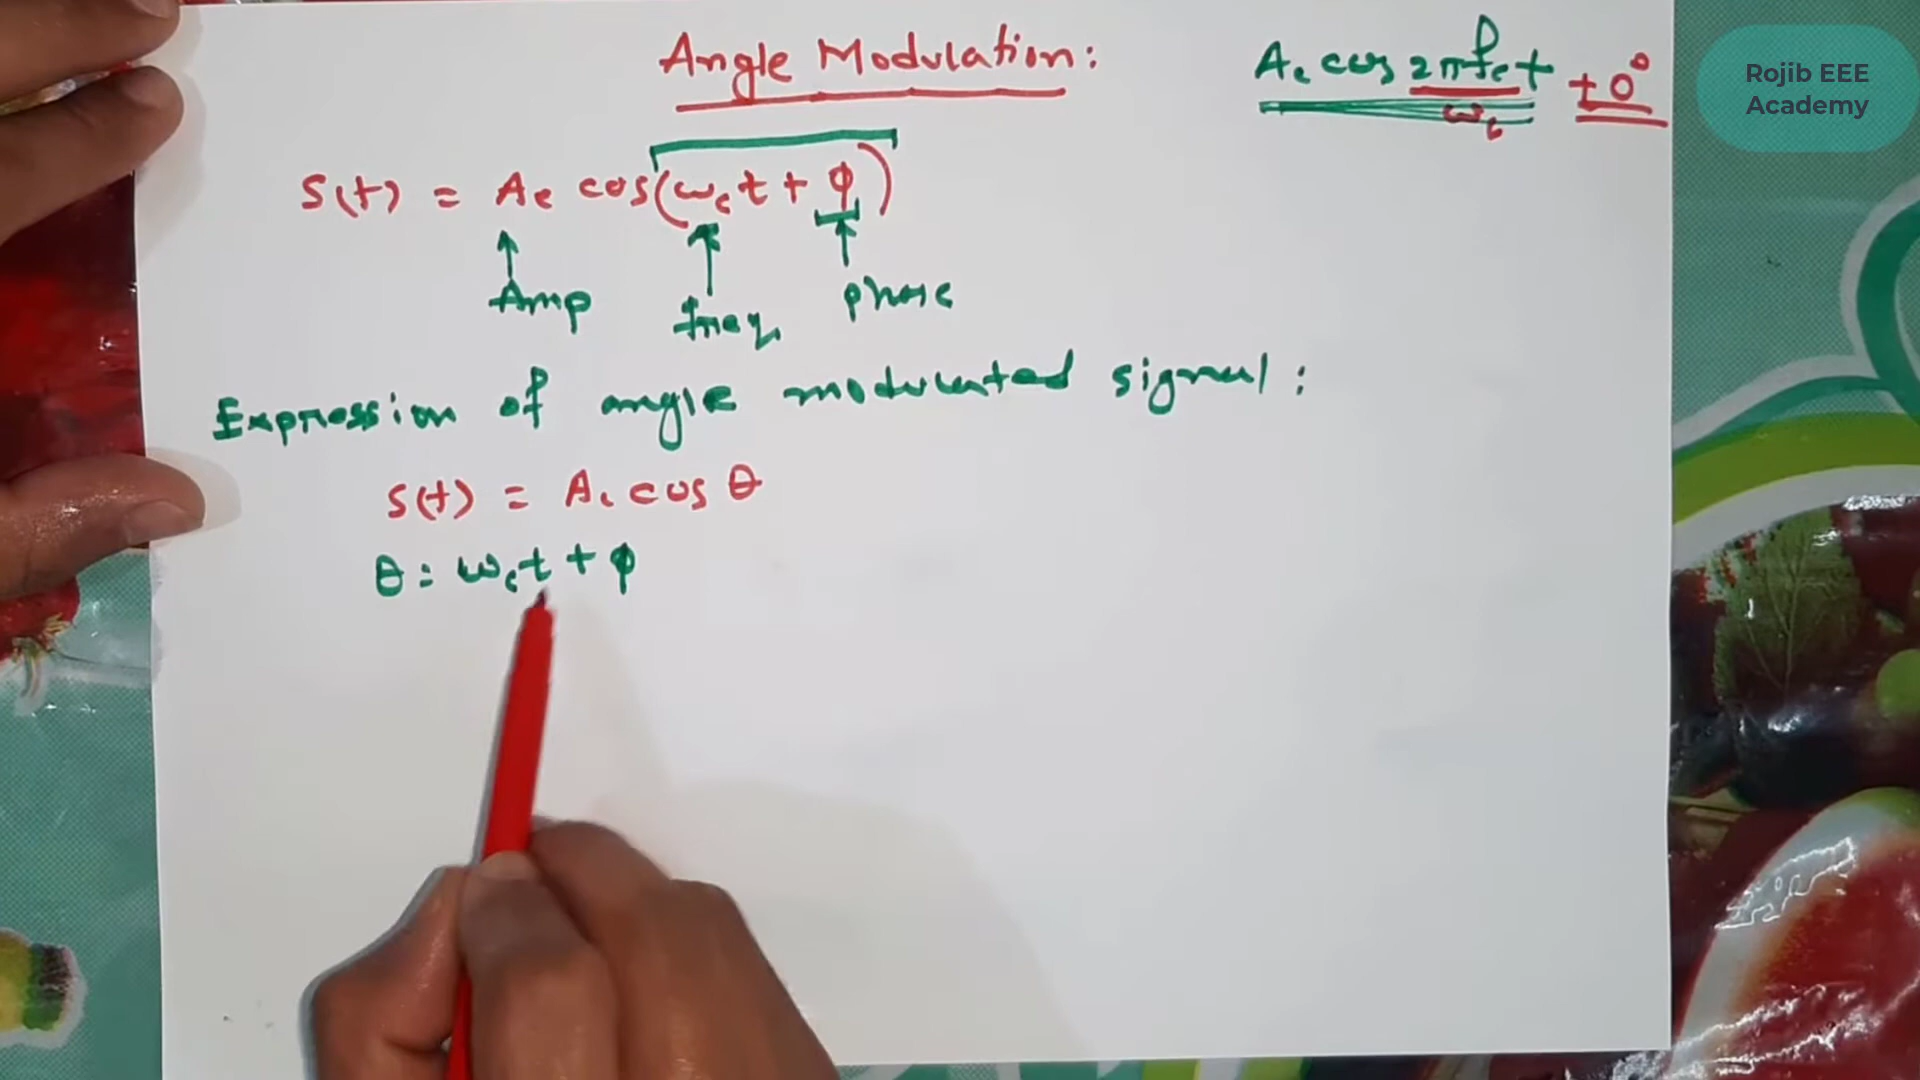 Angle Modulation:
Ac cos 2πfct + 0°
ωc
Rojib EEE
Academy
S(t) = Ac cos(ωct + φ)
Amp freq. phase
Expression of angle modulated signal:
S(t) = Ac cos θ
θ = ωct + φ